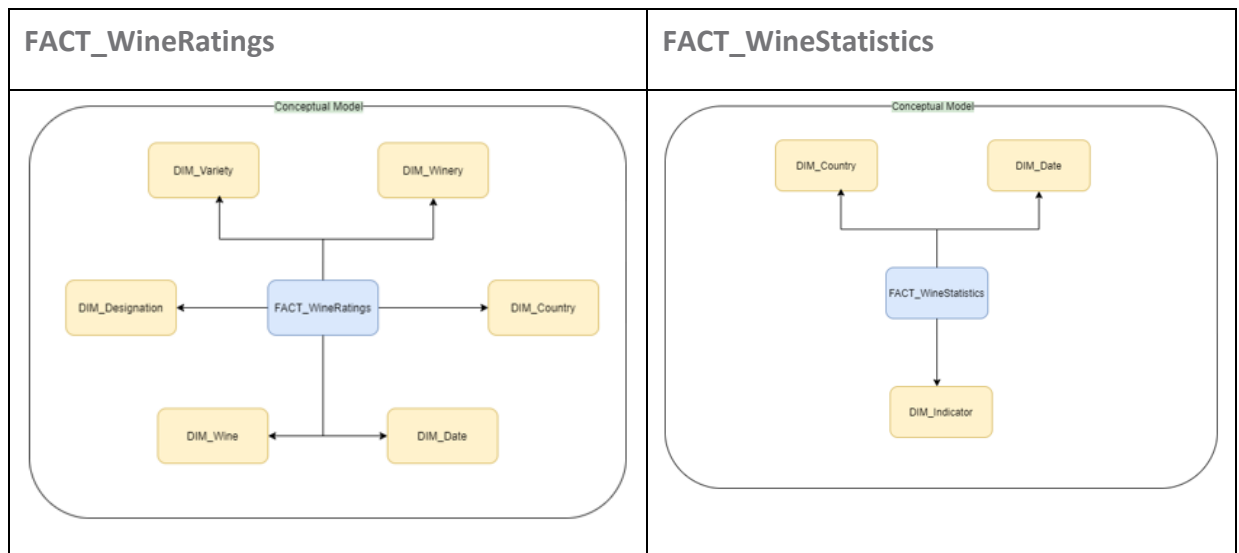 FACT_WineRatings
FACT_WineStatistics
Conceptual Model
DIM_Variety
DIM_Winery
DIM_Designation
FACT_WineRatings
DIM_Country
DIM_Wine
DIM_Date
Conceptual Model
DIM_Country
DIM_Date
FACT_WineStatistics
DIM_Indicator